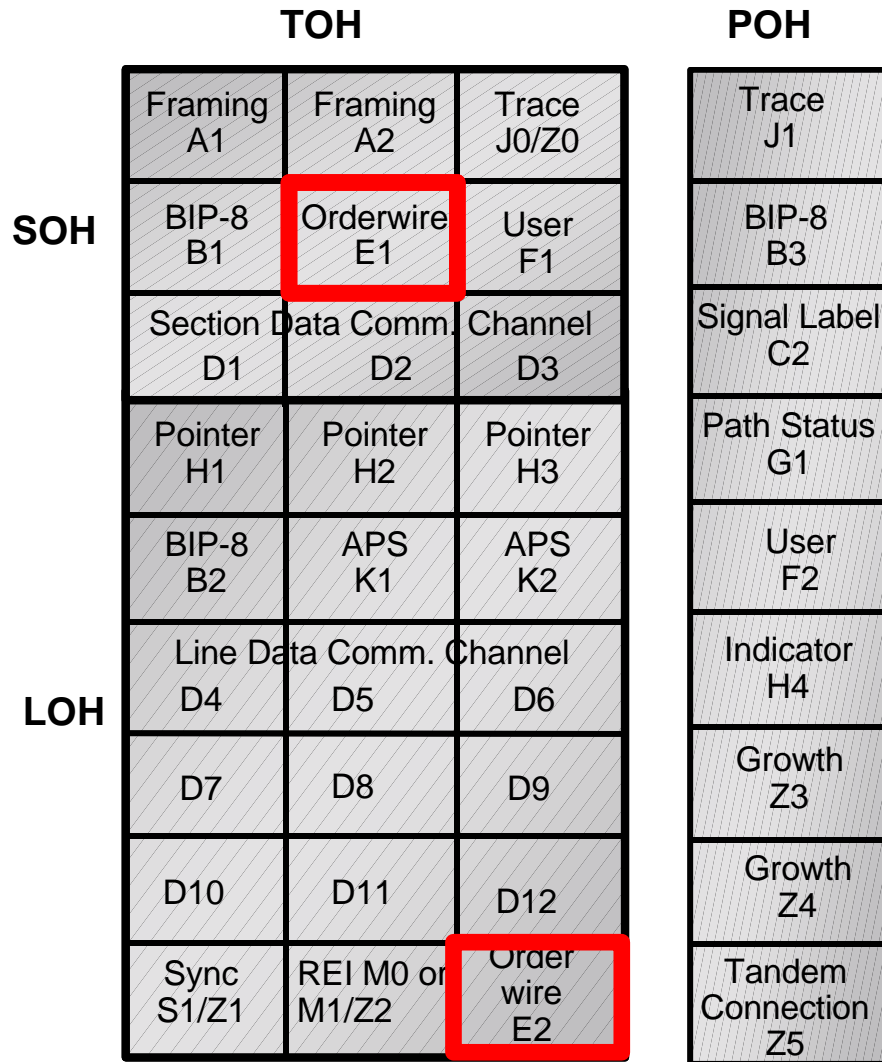 TOH
POH
Framing
A1
Framing
A2
Trace
J0/Z0
Trace
J1
SOH
BIP-8
B1
Orderwire
E1
User
F1
BIP-8
B3
Section Data Comm. Channel
D1
D2
D3
Signal Label
C2
Pointer
H1
Pointer
H2
Pointer
H3
Path Status
G1
BIP-8
B2
APS
K1
APS
K2
User
F2
LOH
Line Data Comm. Channel
D4
D5
D6
Indicator
H4
D7
D8
D9
Growth
Z3
D10
D11
D12
Growth
Z4
Sync
S1/Z1
REI M0 or
M1/Z2
Order
wire
E2
Tandem
Connection
Z5